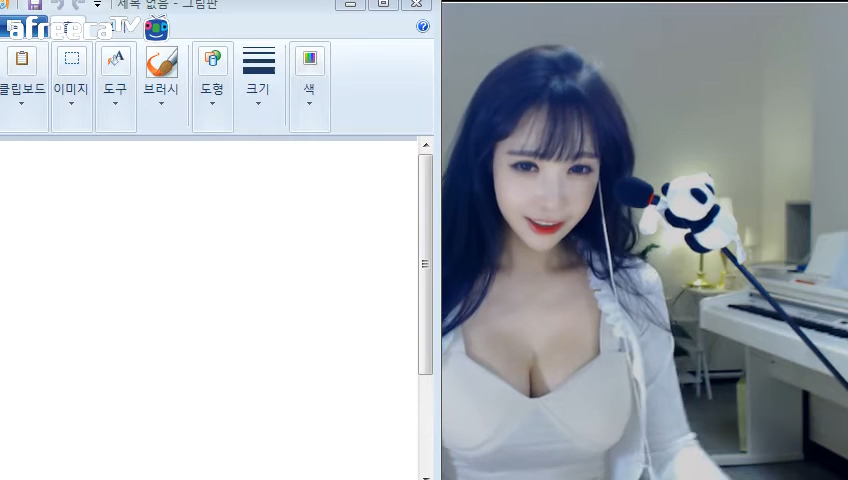 제목 없음 - 그림판
afreecaTV
클립보드 이미지 도구 브러시 도형 크기 색